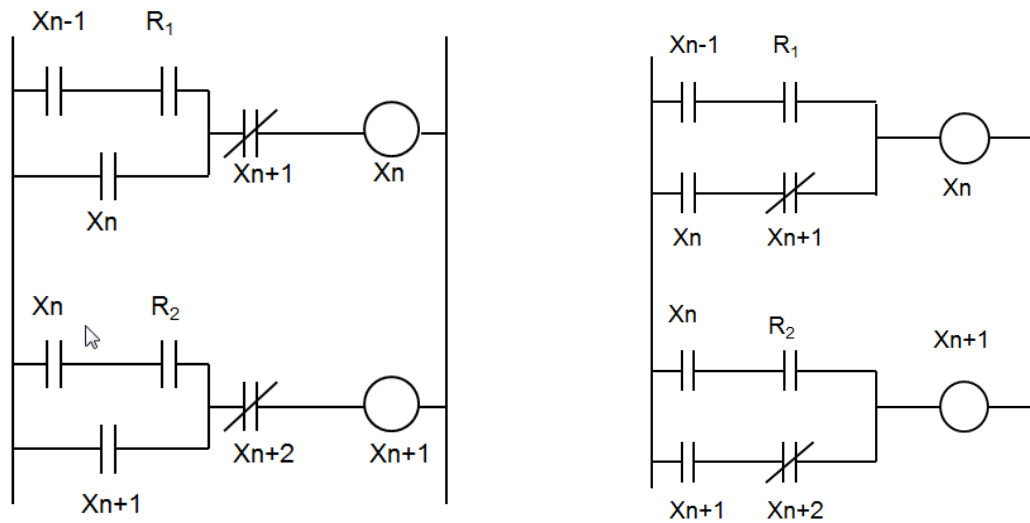 Xn-1 R₁
Xn+1 Xn
Xn
Xn R₂
Xn+2 Xn+1
Xn+1
Xn-1 R₁
Xn
Xn Xn+1
Xn R₂ Xn+1
Xn+1 Xn+2